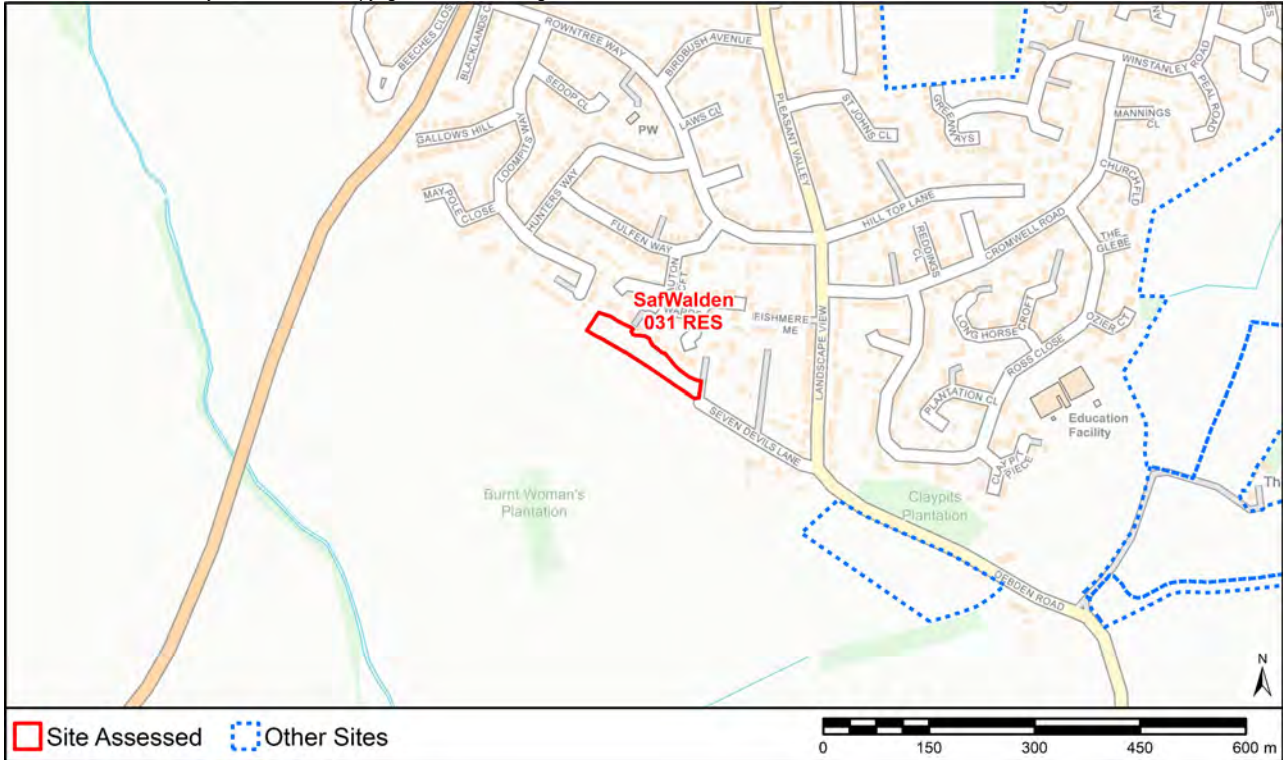 BEECHES CLOSE
BLACKLANDS
ROWNTREE WAY
BIRDBUSH AVENUE
WINSTANLEY ROAD
PEAL ROAD
SEDOP CL
GALLOWS HILL
LOOMPITS WAY
PW
LAWS CL
PLEASANT VALLEY
ST JOHNS CL
GREENWAYS
MANNINGS CL
MAY POLE CLOSE
HUNTERS WAY
FULFEN WAY
HILL TOP LANE
REDDINGS CL
CROMWELL ROAD
THE GLEBE
SafWalden
031 RES
FISHMERE
ME
LANDSCAPE VIEW
LONG HORSE CROFT
OZIER CT
ROSS CLOSE
PLANTATION CL
Education
Facility
SEVEN DEVILS LANE
CLAYPIT PIECE
Burnt Woman's
Plantation
Claypits
Plantation
Th
DEBDEN ROAD
N
Site Assessed
Other Sites
0 150 300 450 600 m